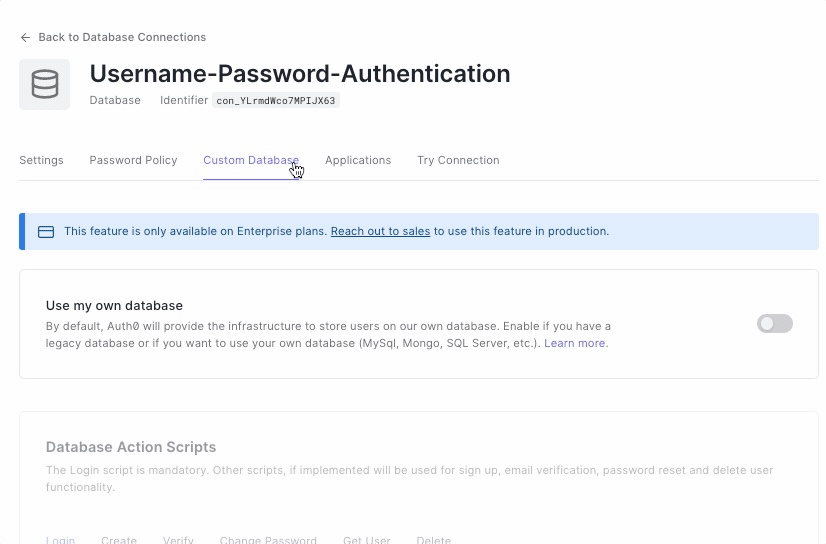 Back to Database Connections
Username-Password-Authentication
Database Identifier con_YLrmdWco7MPIJX63
Settings Password Policy Custom Database Applications Try Connection
This feature is only available on Enterprise plans. Reach out to sales to use this feature in production.
Use my own database
By default, Auth0 will provide the infrastructure to store users on our own database. Enable if you have a
legacy database or if you want to use your own database (MySql, Mongo, SQL Server, etc.). Learn more.
Database Action Scripts
The Login script is mandatory. Other scripts, if implemented will be used for sign up, email verification, password reset and delete user
functionality.
Login Create Verify Change Password Get User Delete